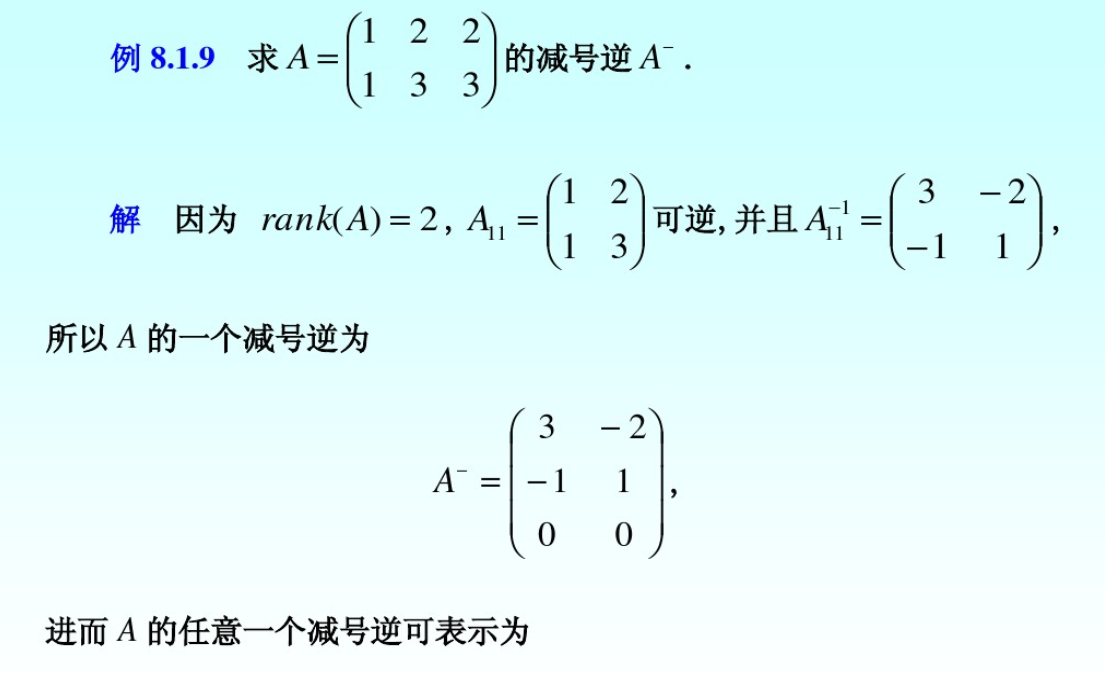 例 8.1.9 求 A = \begin{pmatrix} 1 & 2 & 2 \\ 1 & 3 & 3 \end{pmatrix} 的减号逆 A^{-} .
解 因为 rank(A) = 2, A_{11} = \begin{pmatrix} 1 & 2 \\ 1 & 3 \end{pmatrix} 可逆, 并且 A_{11}^{-1} = \begin{pmatrix} 3 & -2 \\ -1 & 1 \end{pmatrix},
所以 A 的一个减号逆为
A^{-} = \begin{pmatrix} 3 & -2 \\ -1 & 1 \\ 0 & 0 \end{pmatrix},
进而 A 的任意一个减号逆可表示为